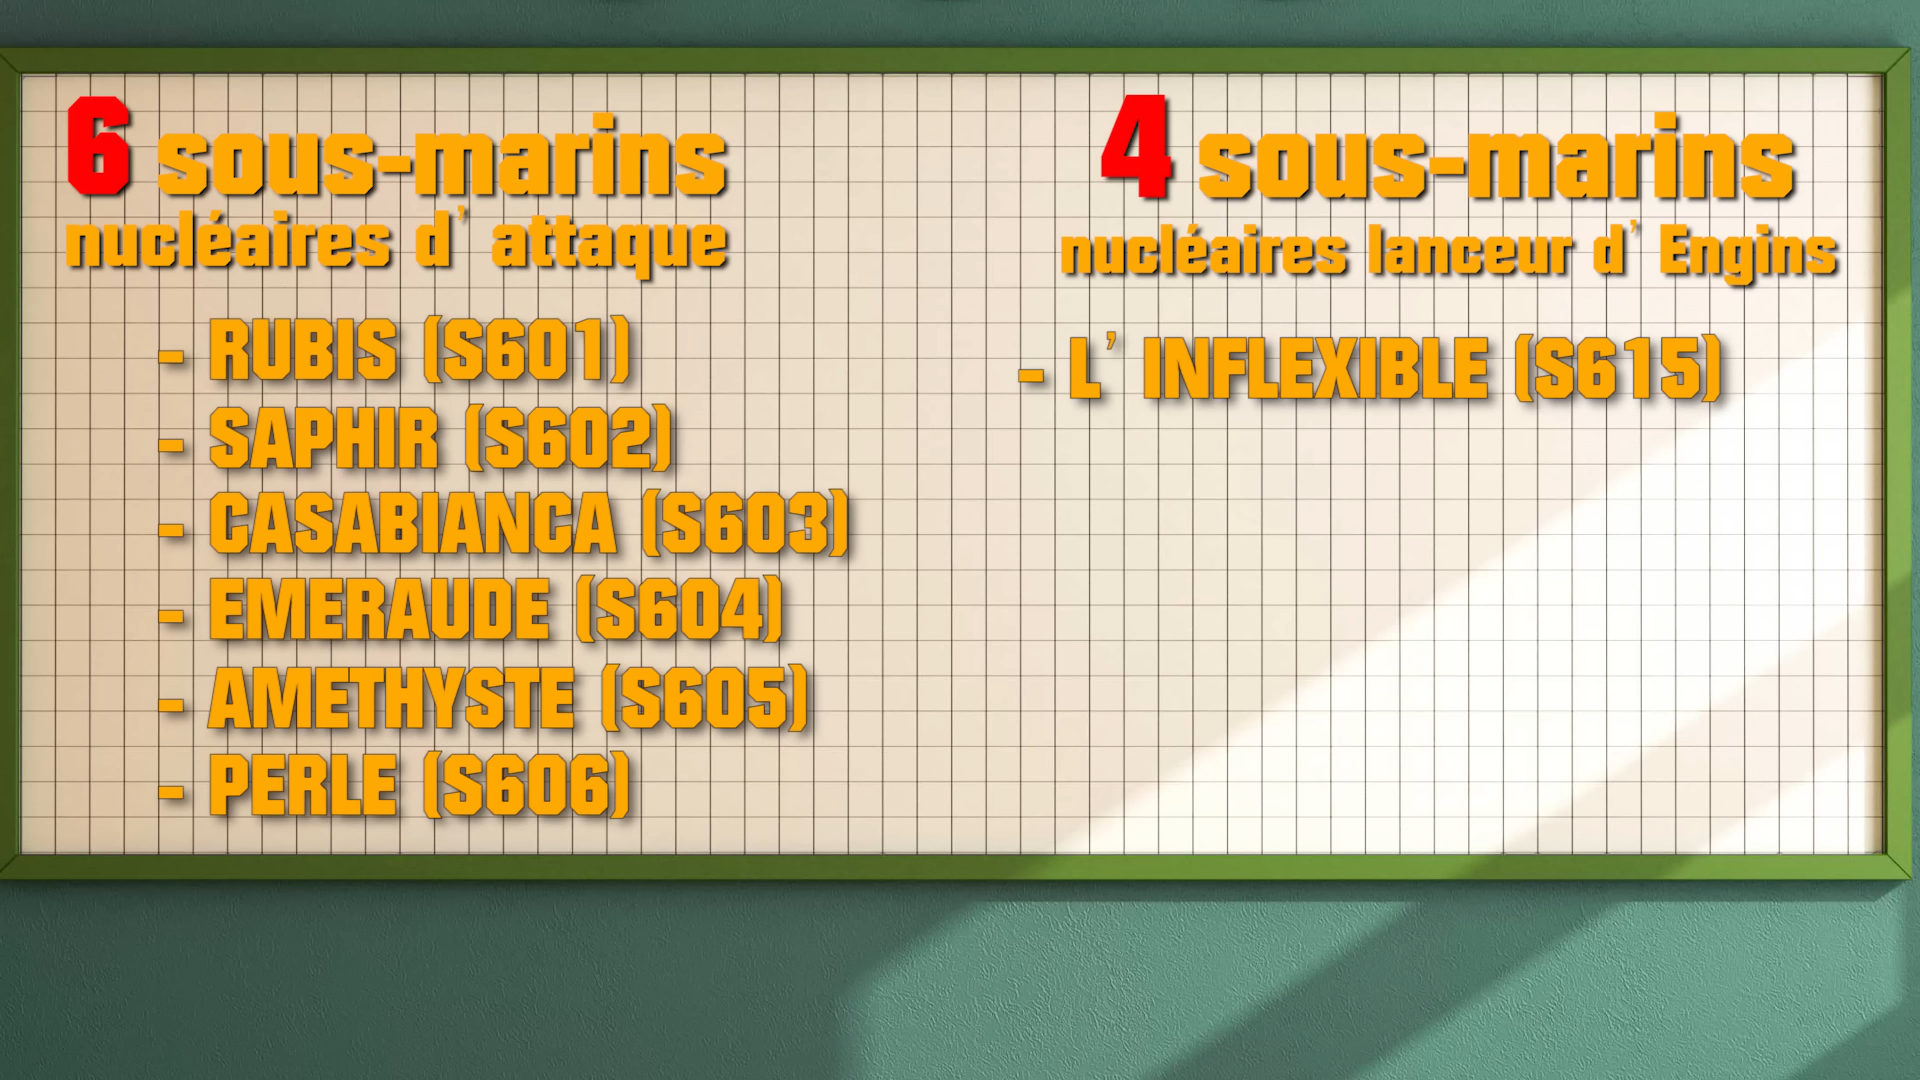 6 sous-marins
nucléaires d' attaque
- RUBIS (S601)
- SAPHIR (S602)
- CASABIANCA (S603)
- EMERAUDE (S604)
- AMETHYSTE (S605)
- PERLE (S606)
4 sous-marins
nucléaires lanceur d' Engins
- L' INFLEXIBLE (S615)